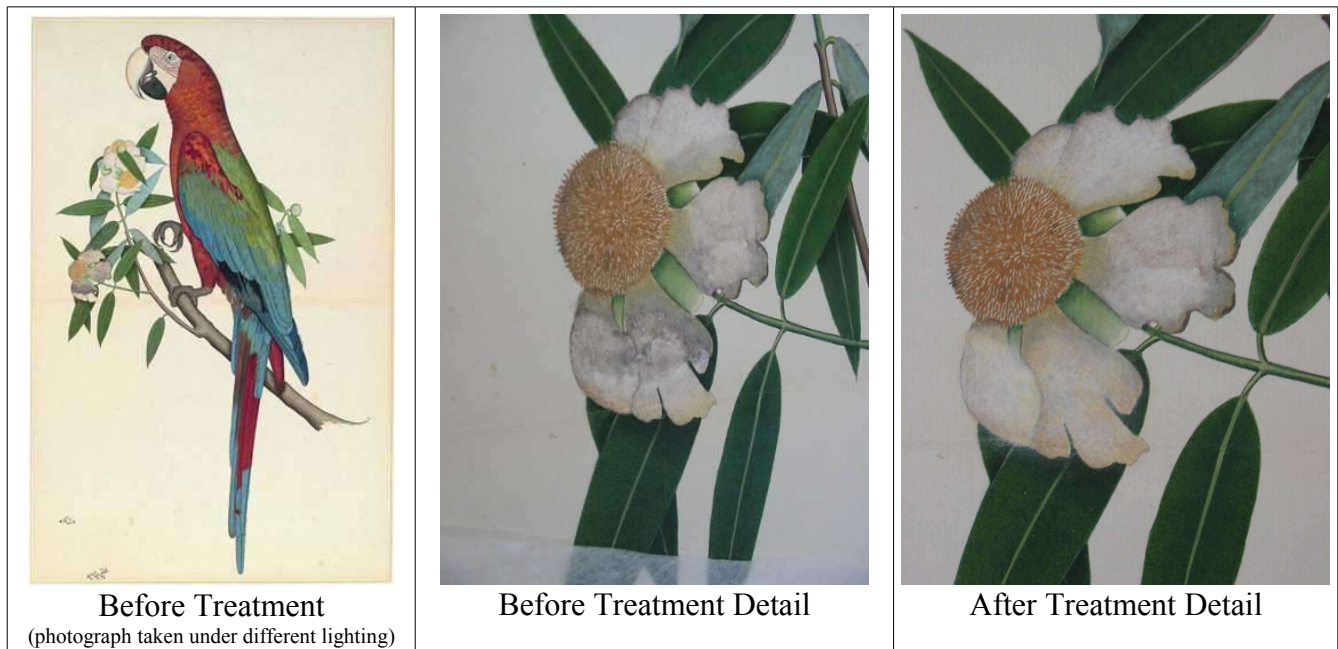 Before Treatment
(photograph taken under different lighting)
Before Treatment Detail
After Treatment Detail